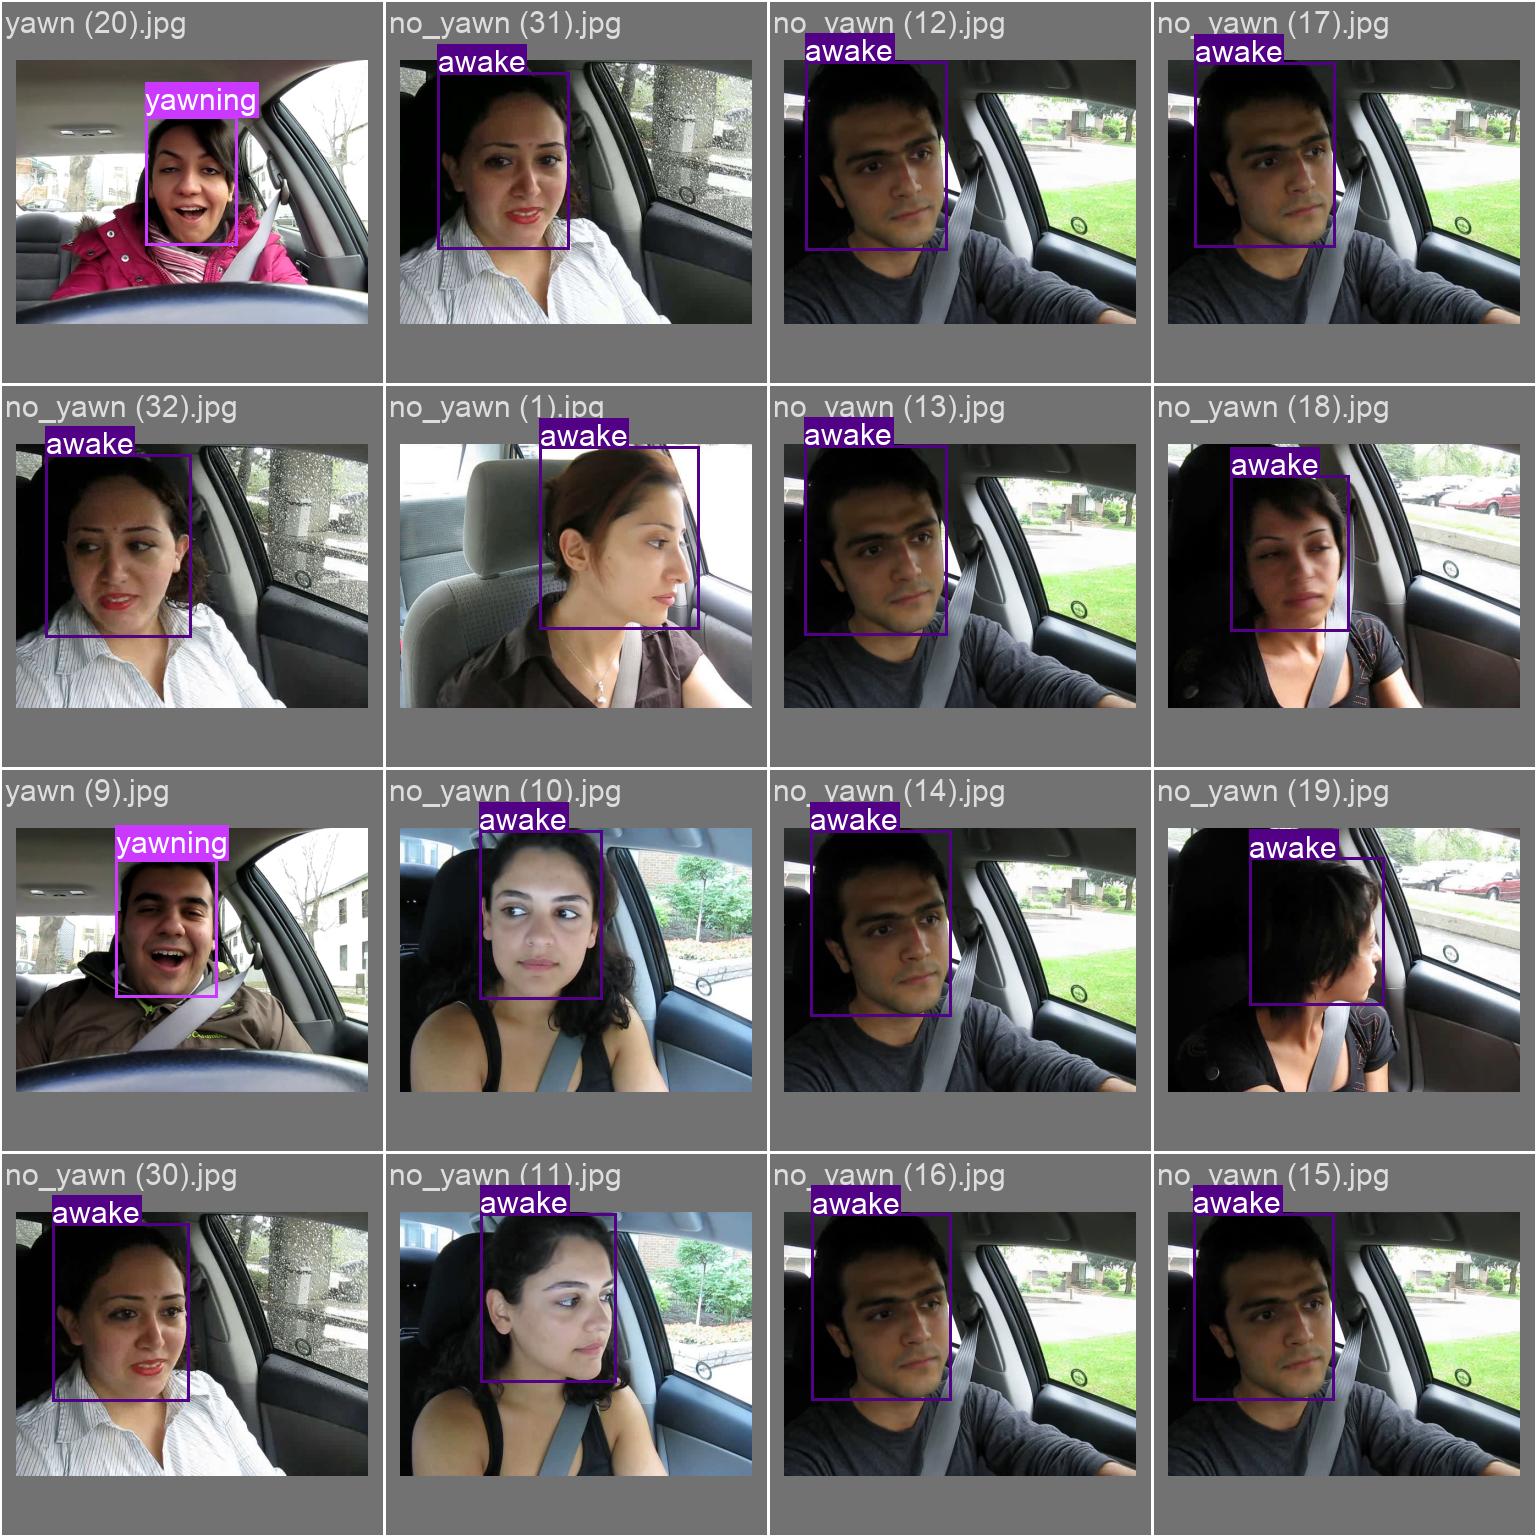 yawn (20).jpg
yawning
no_yawn (31).jpg
awake
no_yawn (12).jpg
awake
no_yawn (17).jpg
awake
no_yawn (32).jpg
awake
no_yawn (1).jpg
awake
no_yawn (13).jpg
awake
no_yawn (18).jpg
awake
yawn (9).jpg
yawning
no_yawn (10).jpg
awake
no_yawn (14).jpg
awake
no_yawn (19).jpg
awake
no_yawn (30).jpg
awake
no_yawn (11).jpg
awake
no_yawn (16).jpg
awake
no_yawn (15).jpg
awake